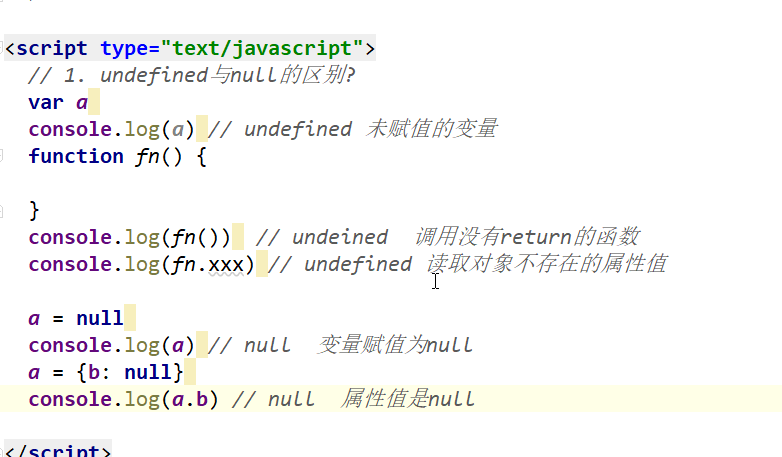 <script type="text/javascript">
// 1. undefined与null的区别?
var a
console.log(a) // undefined 未赋值的变量
function fn() {
}
console.log(fn()) // undeined 调用没有return的函数
console.log(fn.xxx) // undefined 读取对象不存在的属性值
a = null
console.log(a) // null 变量赋值为null
a = {b: null}
console.log(a.b) // null 属性值是null
</script>